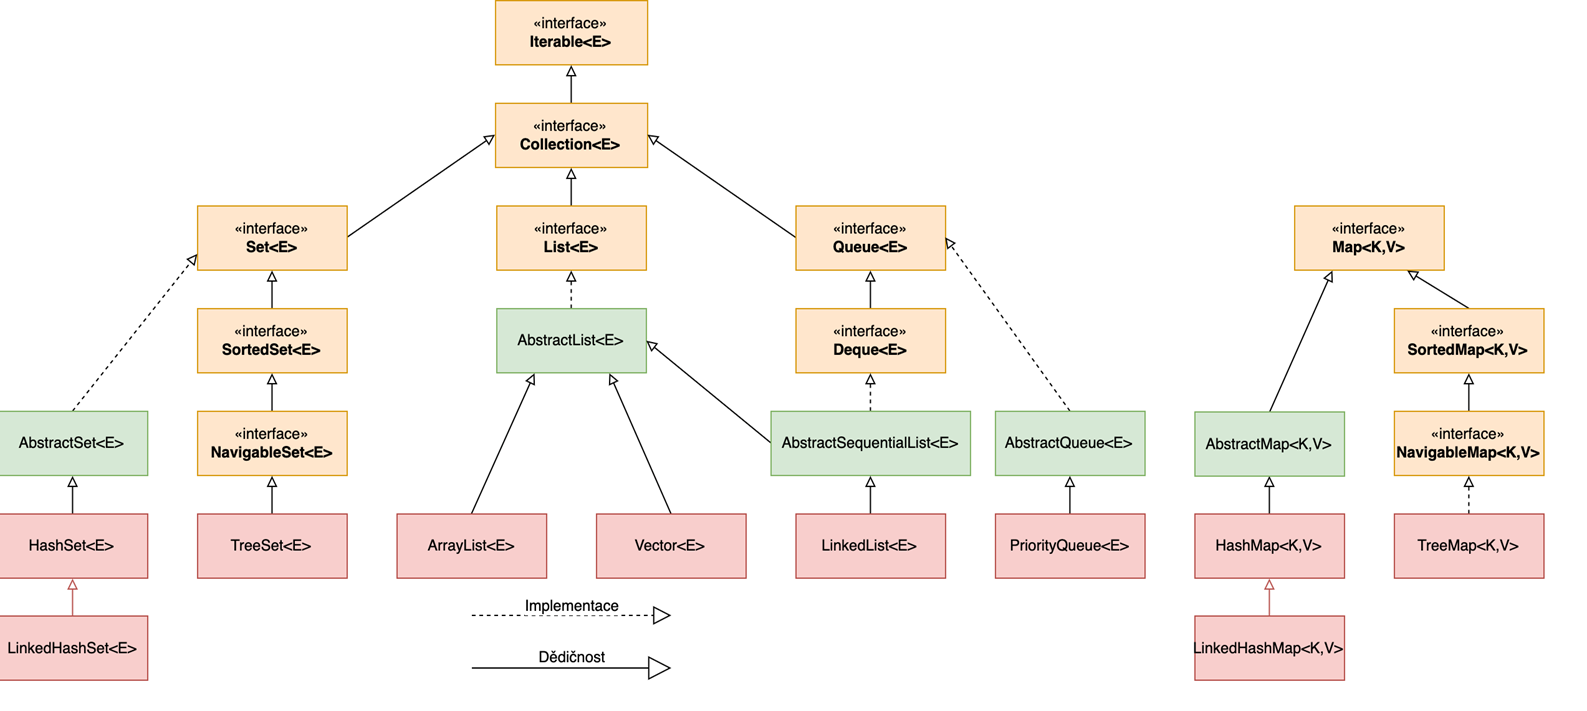 «interface»
Iterable<E>
«interface»
Collection<E>
«interface»
Set<E>
«interface»
List<E>
«interface»
Queue<E>
«interface»
Map<K,V>
«interface»
SortedSet<E>
AbstractList<E>
«interface»
Deque<E>
«interface»
SortedMap<K,V>
AbstractSet<E>
«interface»
NavigableSet<E>
AbstractSequentialList<E>
AbstractQueue<E>
AbstractMap<K,V>
«interface»
NavigableMap<K,V>
HashSet<E>
TreeSet<E>
ArrayList<E>
Vector<E>
LinkedList<E>
PriorityQueue<E>
HashMap<K,V>
TreeMap<K,V>
Implementace
LinkedHashSet<E>
Dědičnost
LinkedHashMap<K,V>